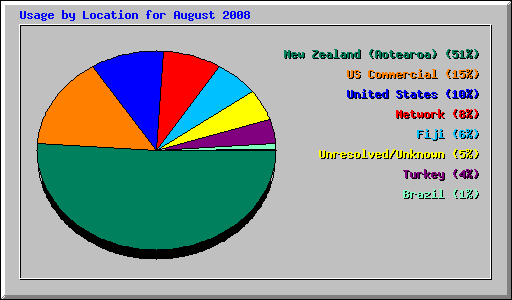 Usage by Location for August 2008
New Zealand (Aotearoa) (51%)
US Commercial (15%)
United States (10%)
Network (8%)
Fiji (6%)
Unresolved/Unknown (5%)
Turkey (4%)
Brazil (1%)